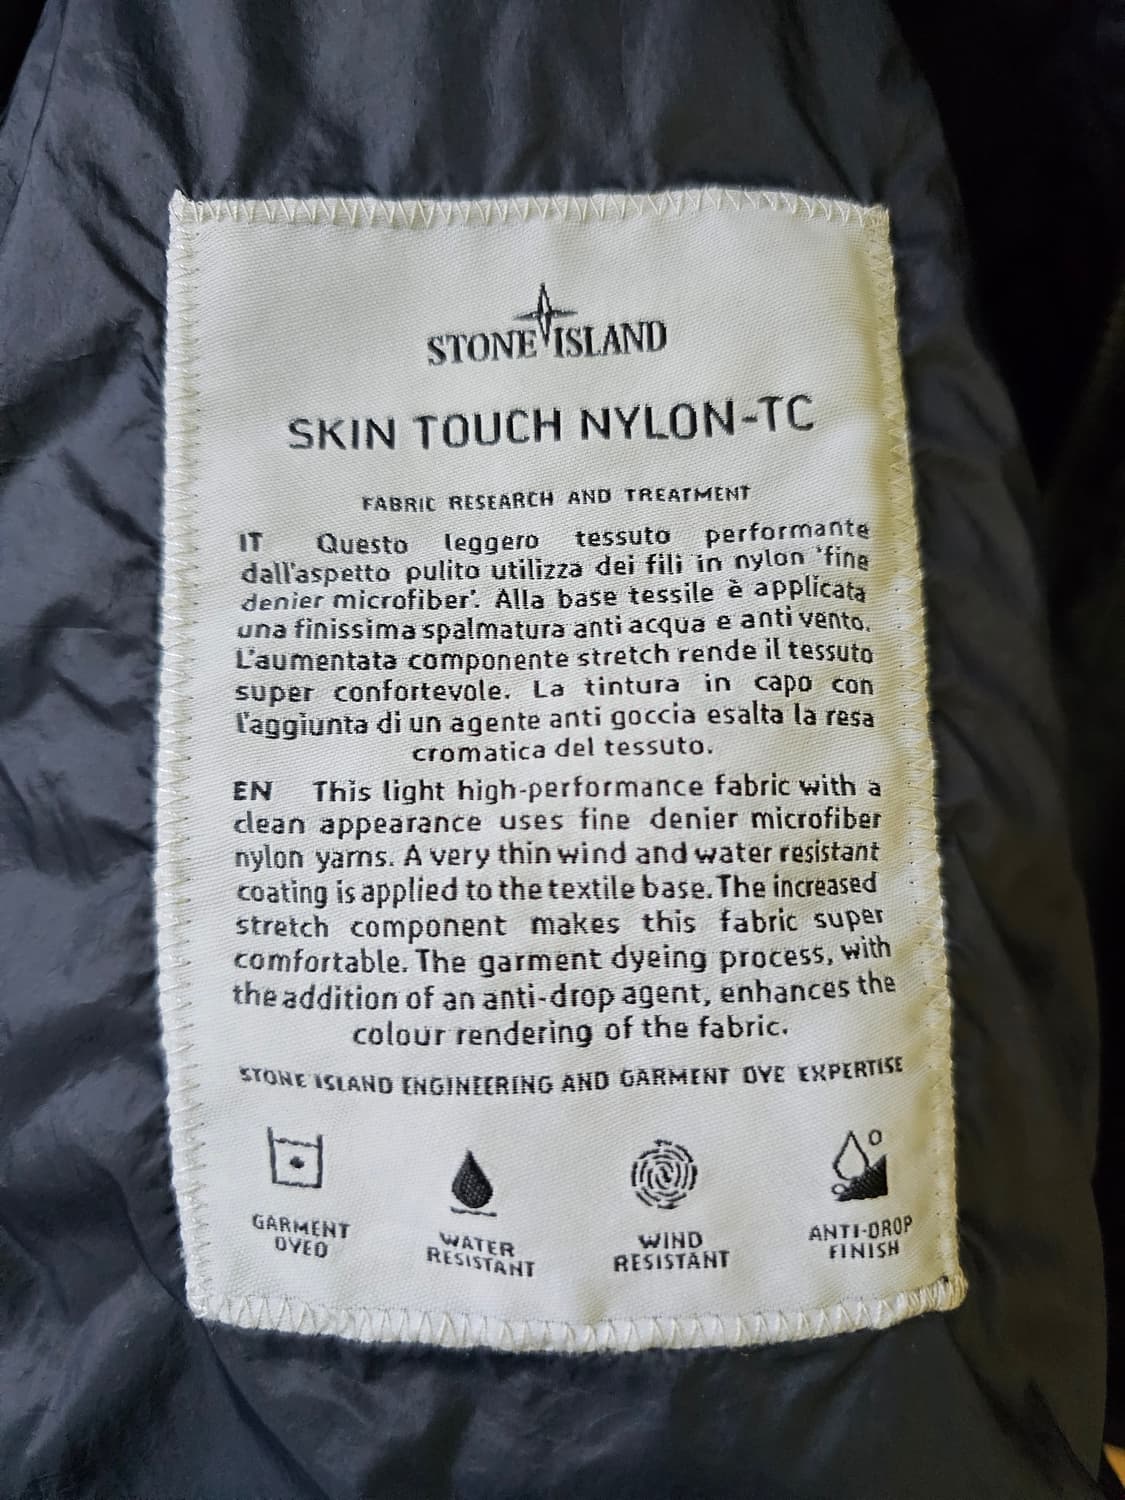 STONE ISLAND
SKIN TOUCH NYLON-TC
FABRIC RESEARCH AND TREATMENT
IT Questo leggero tessuto performante
dall'aspetto pulito utilizza dei fili in nylon 'fine
denier microfiber'. Alla base tessile è applicata
una finissima spalmatura anti acqua e anti vento.
L'aumentata componente stretch rende il tessuto
super confortevole. La tintura in capo con
l'aggiunta di un agente anti goccia esalta la resa
cromatica del tessuto.
EN This light high-performance fabric with a
clean appearance uses fine denier microfiber
nylon yarns. A very thin wind and water resistant
coating is applied to the textile base. The increased
stretch component makes this fabric super
comfortable. The garment dyeing process, with
the addition of an anti-drop agent, enhances the
colour rendering of the fabric.
STONE ISLAND ENGINEERING AND GARMENT DYE EXPERTISE
GARMENT
DYED
WATER
RESISTANT
WIND
RESISTANT
ANTI-DROP
FINISH